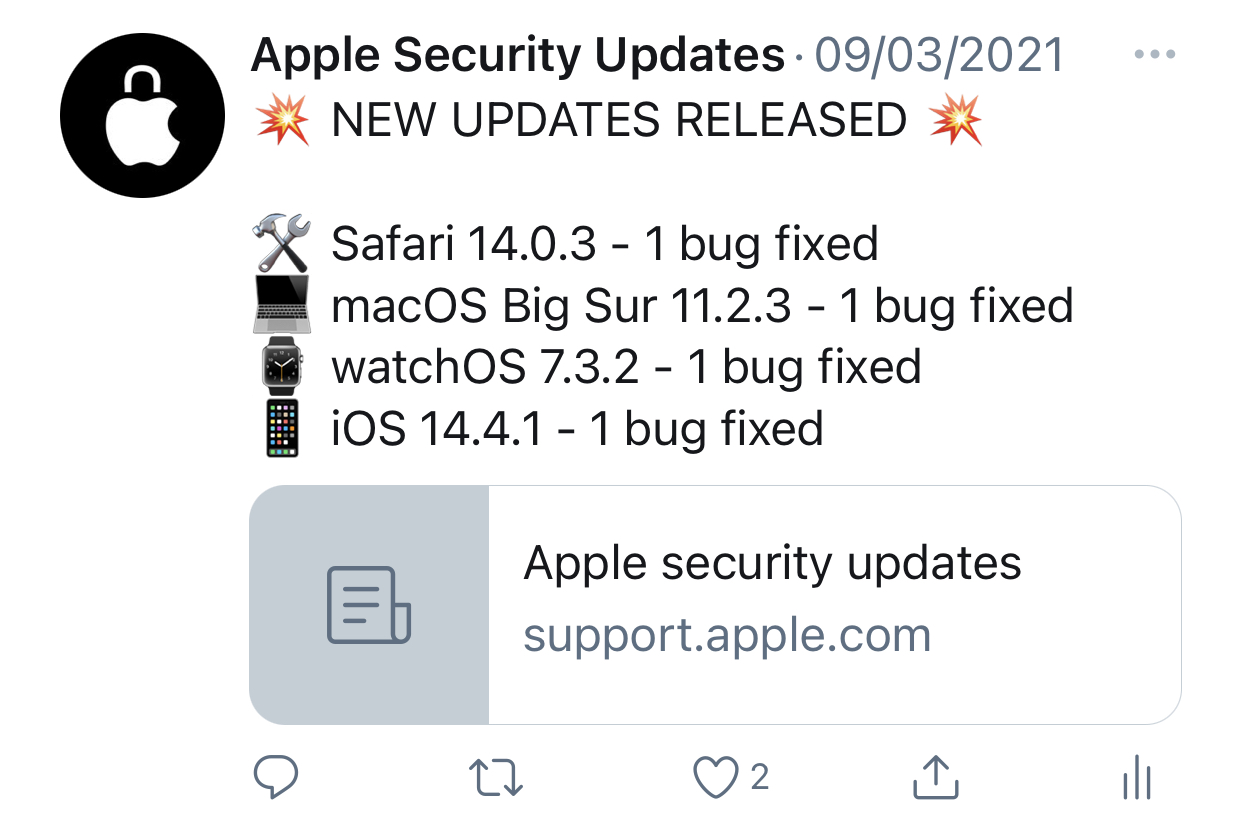 Apple Security Updates · 09/03/2021
💥 NEW UPDATES RELEASED 💥
🛠 Safari 14.0.3 - 1 bug fixed
💻 macOS Big Sur 11.2.3 - 1 bug fixed
⌚ watchOS 7.3.2 - 1 bug fixed
📱 iOS 14.4.1 - 1 bug fixed
Apple security updates
support.apple.com
2